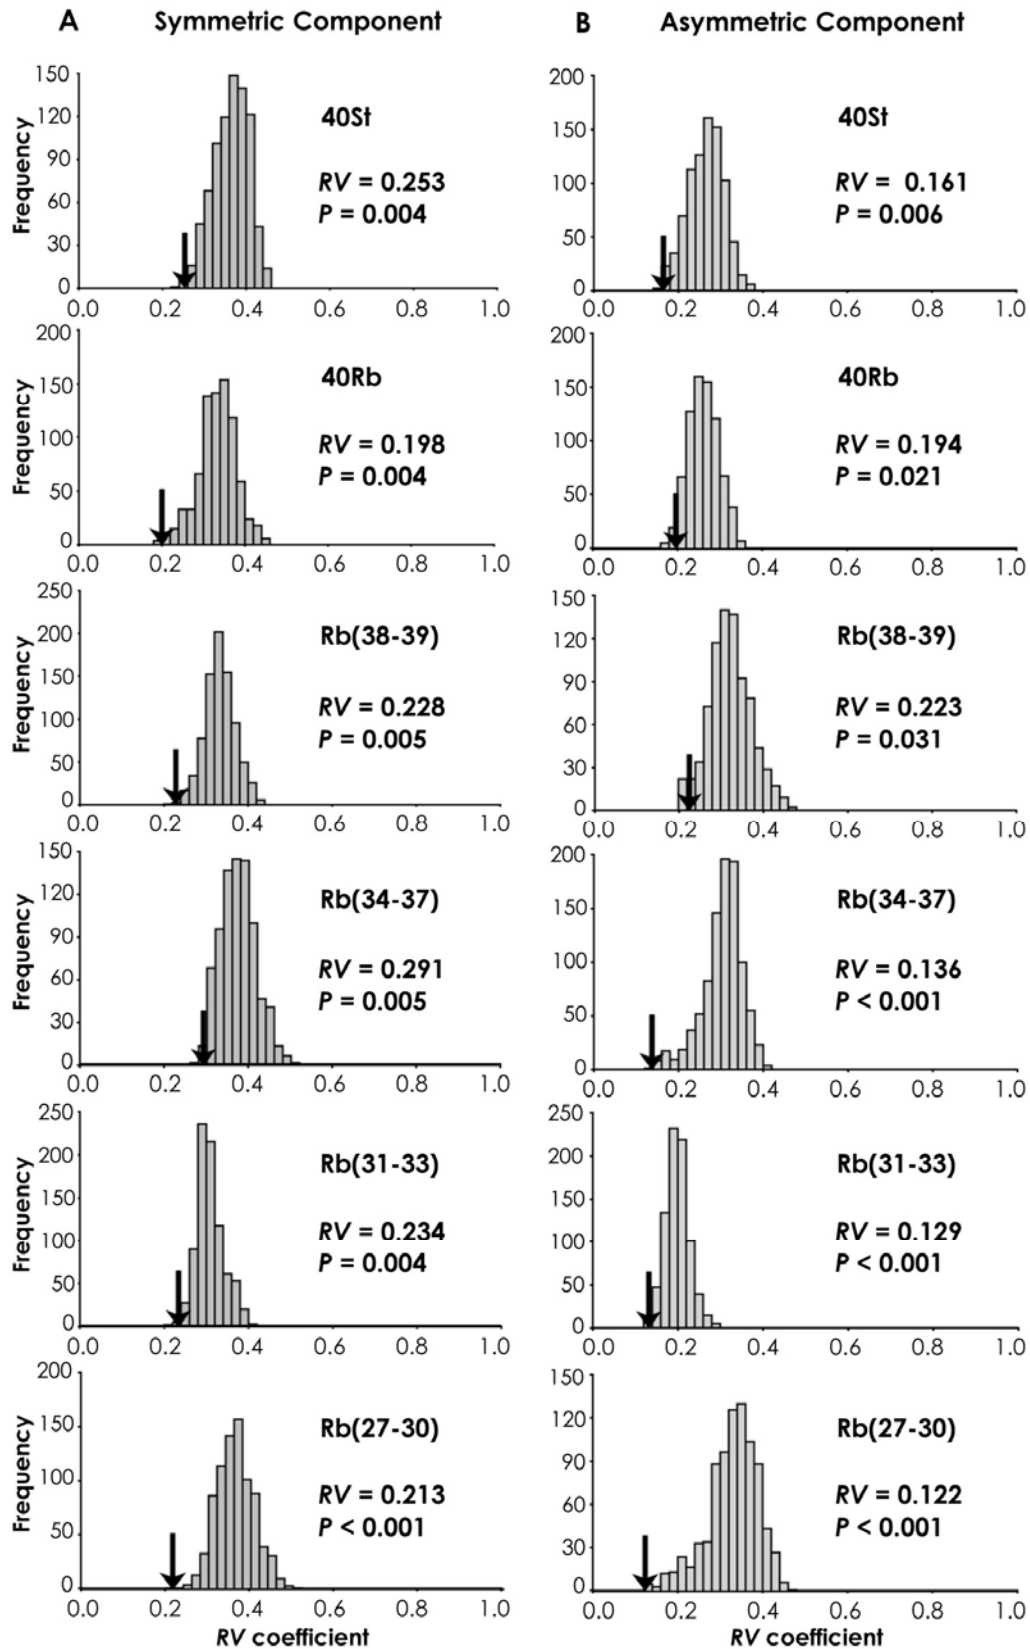 A Symmetric Component
B Asymmetric Component
Frequency
150
120
90
60
30
0
40St
RV = 0.253
P = 0.004
0.0 0.2 0.4 0.6 0.8 1.0
200
150
100
50
0
40St
RV = 0.161
P = 0.006
0.0 0.2 0.4 0.6 0.8 1.0
Frequency
200
150
100
50
0
40Rb
RV = 0.198
P = 0.004
0.0 0.2 0.4 0.6 0.8 1.0
200
150
100
50
0
40Rb
RV = 0.194
P = 0.021
0.0 0.2 0.4 0.6 0.8 1.0
Frequency
250
200
150
100
50
0
Rb(38-39)
RV = 0.228
P = 0.005
0.0 0.2 0.4 0.6 0.8 1.0
150
120
90
60
30
0
Rb(38-39)
RV = 0.223
P = 0.031
0.0 0.2 0.4 0.6 0.8 1.0
Frequency
150
120
90
60
30
0
Rb(34-37)
RV = 0.291
P = 0.005
0.0 0.2 0.4 0.6 0.8 1.0
200
150
100
50
0
Rb(34-37)
RV = 0.136
P < 0.001
0.0 0.2 0.4 0.6 0.8 1.0
Frequency
250
200
150
100
50
0
Rb(31-33)
RV = 0.234
P = 0.004
0.0 0.2 0.4 0.6 0.8 1.0
250
200
150
100
50
0
Rb(31-33)
RV = 0.129
P < 0.001
0.0 0.2 0.4 0.6 0.8 1.0
Frequency
200
150
100
50
0
Rb(27-30)
RV = 0.213
P < 0.001
0.0 0.2 0.4 0.6 0.8 1.0
RV coefficient
150
120
90
60
30
0
Rb(27-30)
RV = 0.122
P < 0.001
0.0 0.2 0.4 0.6 0.8 1.0
RV coefficient